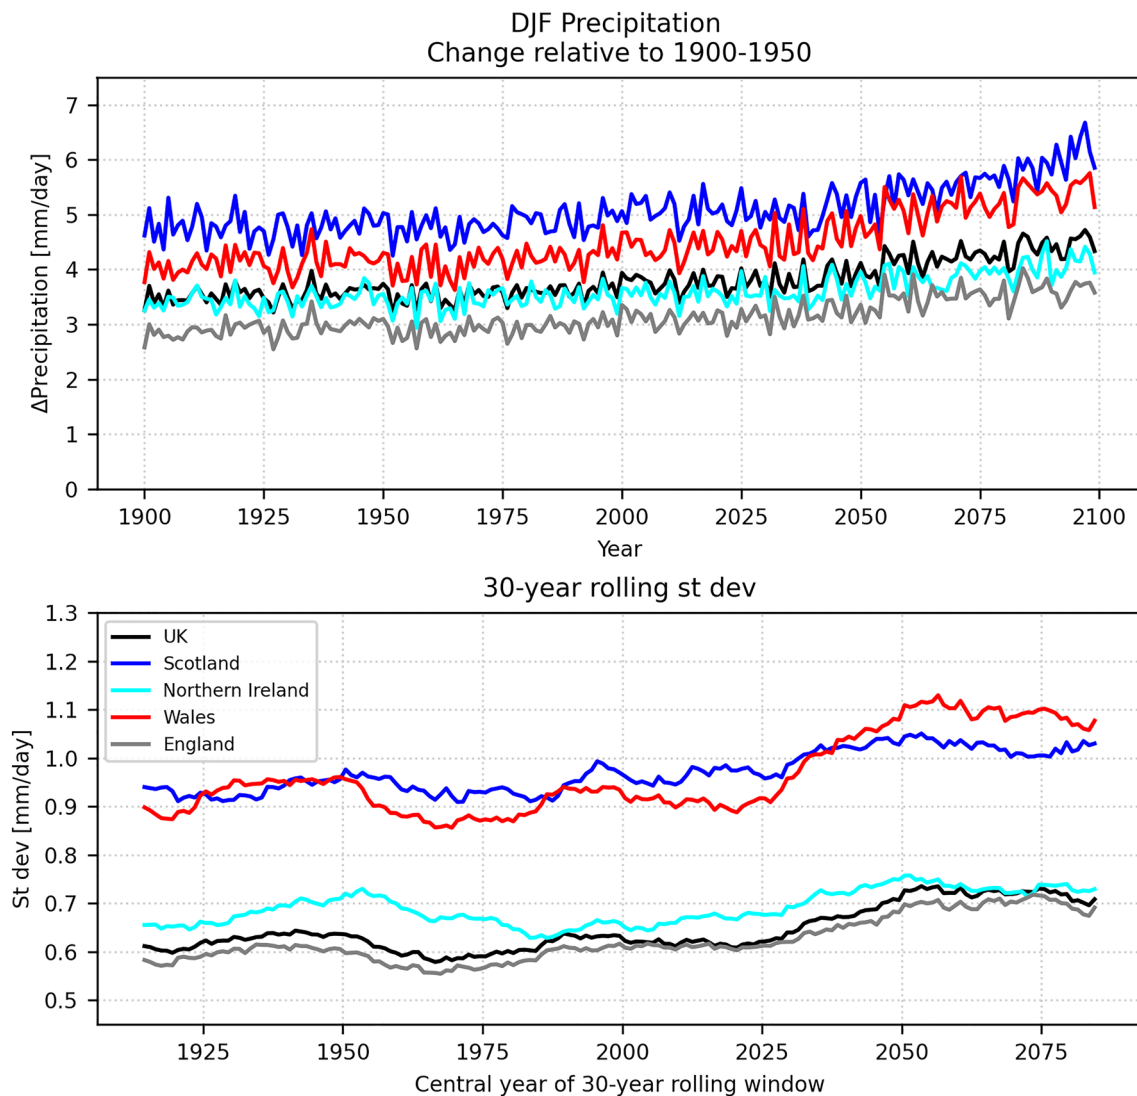 DJF Precipitation
Change relative to 1900-1950
ΔPrecipitation [mm/day]
7
6
5
4
3
2
1
0
1900 1925 1950 1975 2000 2025 2050 2075 2100
Year
30-year rolling st dev
St dev [mm/day]
1.3
1.2
1.1
1.0
0.9
0.8
0.7
0.6
0.5
UK
Scotland
Northern Ireland
Wales
England
1925 1950 1975 2000 2025 2050 2075
Central year of 30-year rolling window